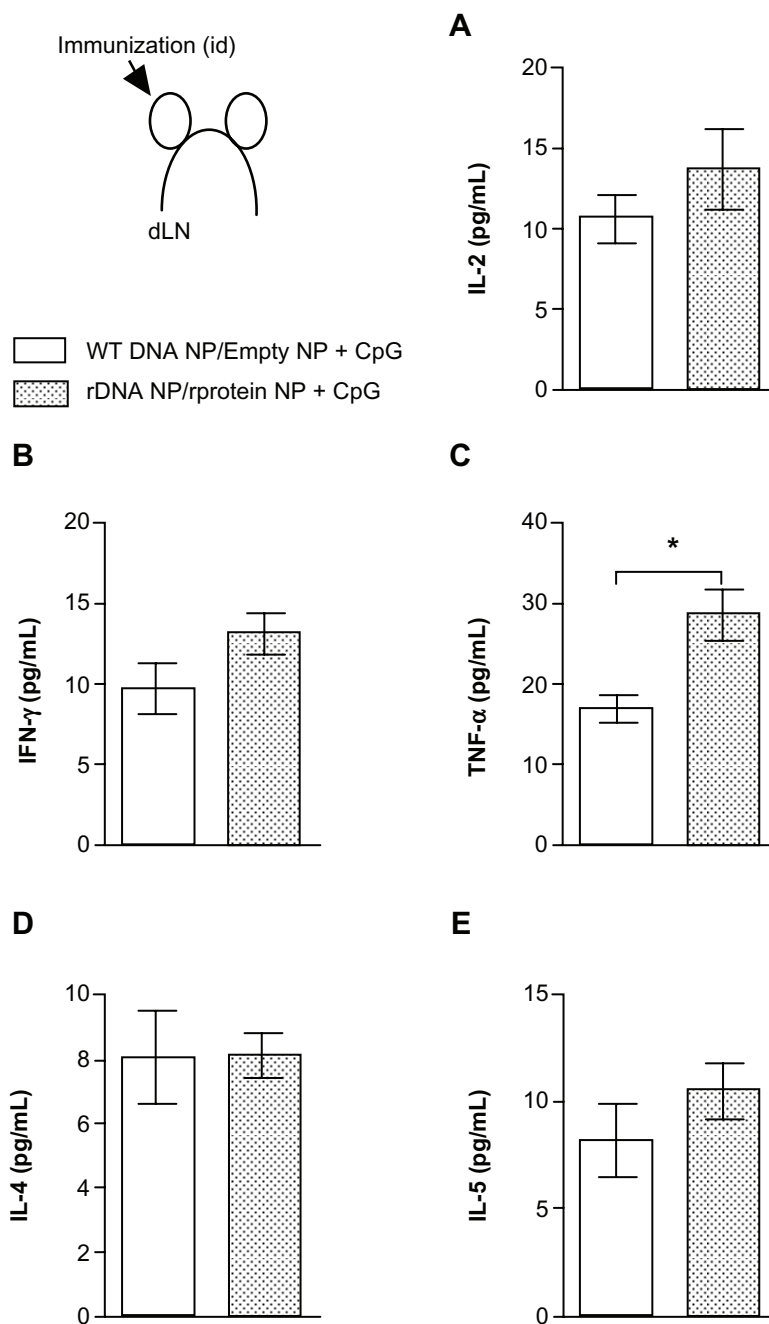 Immunization (id)
dLN
WT DNA NP/Empty NP + CpG
rDNA NP/rprotein NP + CpG
A
20
15
10
5
0
IL-2 (pg/mL)
B
20
15
10
5
0
IFN-γ (pg/mL)
C
40
30
20
10
0
TNF-α (pg/mL)
*
D
10
8
6
4
2
0
IL-4 (pg/mL)
E
15
10
5
0
IL-5 (pg/mL)